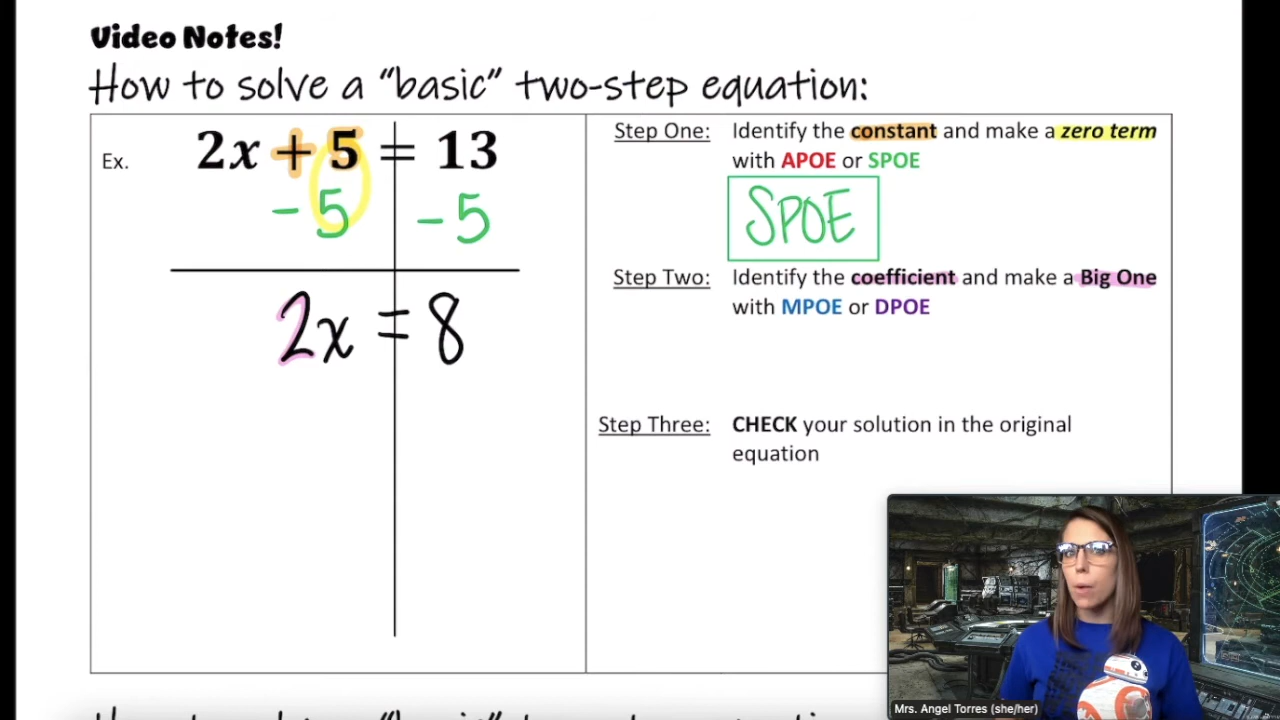 Video Notes!
How to solve a "basic" two-step equation:
Ex.
2x + 5 = 13
- 5 - 5
2x = 8
Step One: Identify the constant and make a zero term
with APOE or SPOE
SPOE
Step Two: Identify the coefficient and make a Big One
with MPOE or DPOE
Step Three: CHECK your solution in the original
equation
Mrs. Angel Torres (she/her)